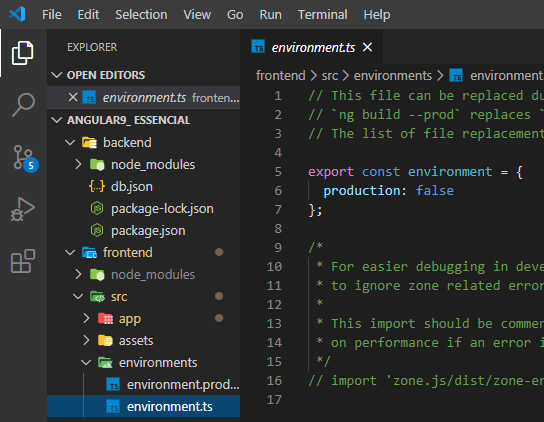 File Edit Selection View Go Run Terminal Help
EXPLORER
OPEN EDITORS
environment.ts fronten...
ANGULAR9_ ESSENCIAL
backend
node_modules
db.json
package-lock.json
package.json
frontend
node_modules
src
app
assets
environments
environment.prod...
environment.ts
5
environment.ts
frontend > src > environments > environment.
1 // This file can be replaced du
2 // `ng build --prod` replaces `
3 // The list of file replacement
4
5 export const environment = {
6 production: false
7 };
8
9 /*
10 * For easier debugging in deve
11 * to ignore zone related error
12 *
13 * This import should be comme
14 * on performance if an error i
15 */
16 // import 'zone.js/dist/zone-er
17